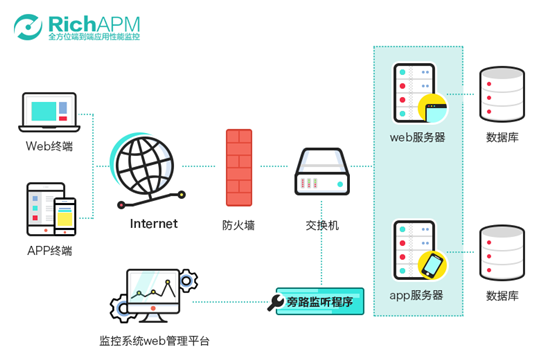 RichAPM
全方位端到端应用性能监控
Web终端
APP终端
Internet
防火墙
交换机
web服务器
数据库
app服务器
数据库
旁路监听程序
监控系统web管理平台